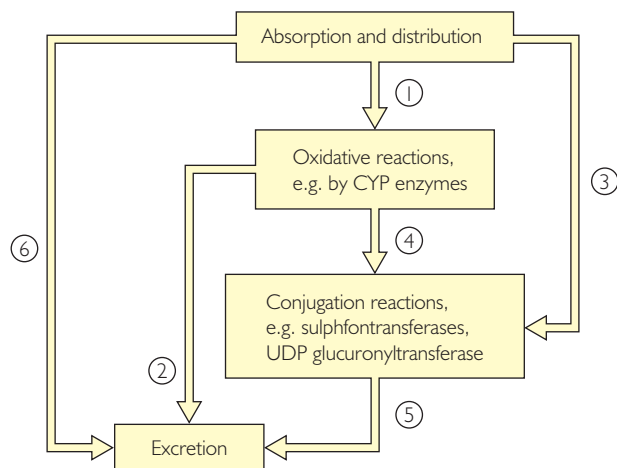 Absorption and distribution
①
Oxidative reactions,
e.g. by CYP enzymes
③
④
⑥
Conjugation reactions,
e.g. sulphfontransferases,
UDP glucuronyltransferase
②
⑤
Excretion